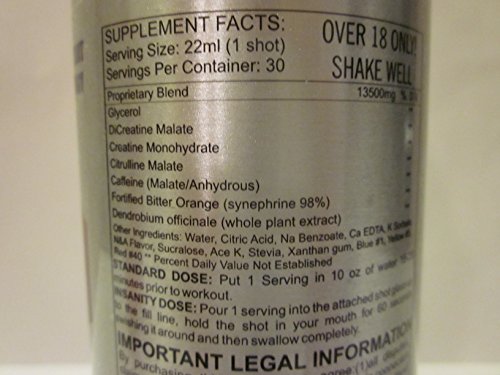 SUPPLEMENT FACTS:
Serving Size: 22ml (1 shot)
Servings Per Container: 30
OVER 18 ONLY!
SHAKE WELL
Proprietary Blend 13500mg %
Glycerol
DiCreatine Malate
Creatine Monohydrate
Citrulline Malate
Caffeine (Malate/Anhydrous)
Fortified Bitter Orange (synephrine 98%)
Dendrobium officinale (whole plant extract)
Other Ingredients: Water, Citric Acid, Na Benzoate, Ca EDTA, K
N&A Flavor, Sucralose, Ace K, Stevia, Xanthan gum, Blue #1, Yellow
Red #40 ** Percent Daily Value Not Established
STANDARD DOSE: Put 1 Serving in 10 oz of water
minutes prior to workout.
INSANITY DOSE: Pour 1 serving into the attached shot
to the fill line, hold the shot in your mouth for 60
swishing it around and then swallow completely.
IMPORTANT LEGAL INFORMATION
By purchasing